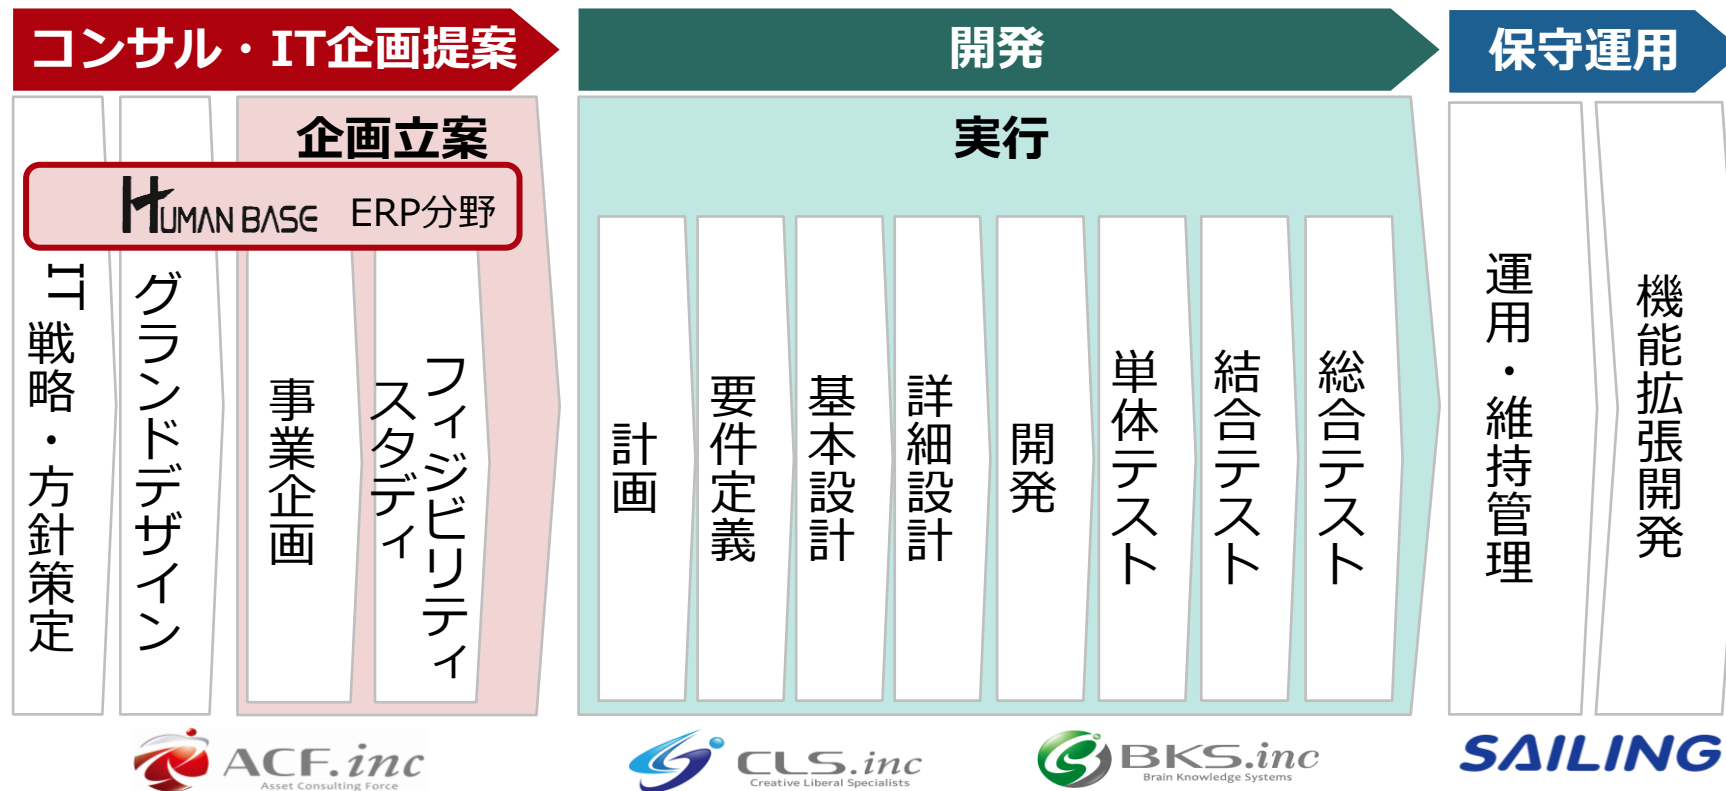 コンサル・IT企画提案
開発
保守運用
企画立案
実行
HUMAN BASE ERP分野
IT戦略・方針策定
グランドデザイン
事業企画
フィジビリティ
スタディ
計画
要件定義
基本設計
詳細設計
開発
単体テスト
結合テスト
総合テスト
運用・維持管理
機能拡張開発
ACF.inc
Asset Consulting Force
CLS.inc
Creative Liberal Specialists
BKS.inc
Brain Knowledge Systems
SAILING